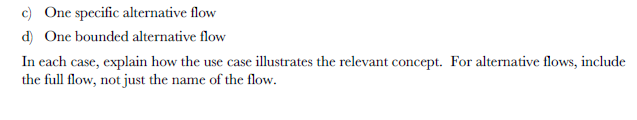 c) One specific alternative flow
d) One bounded alternative flow
In each case, explain how the use case illustrates the relevant concept. For alternative flows, include
the full flow, not just the name of the flow.